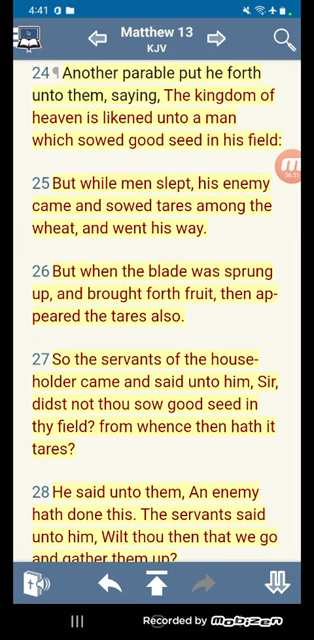 4:41
Matthew 13
KJV
24 ¶ Another parable put he forth
unto them, saying, The kingdom of
heaven is likened unto a man
which sowed good seed in his field:
25 But while men slept, his enemy
came and sowed tares among the
wheat, and went his way.
26 But when the blade was sprung
up, and brought forth fruit, then ap-
peared the tares also.
27 So the servants of the house-
holder came and said unto him, Sir,
didst not thou sow good seed in
thy field? from whence then hath it
tares?
28 He said unto them, An enemy
hath done this. The servants said
unto him, Wilt thou then that we go
and gather them up?
Recorded by mobizen